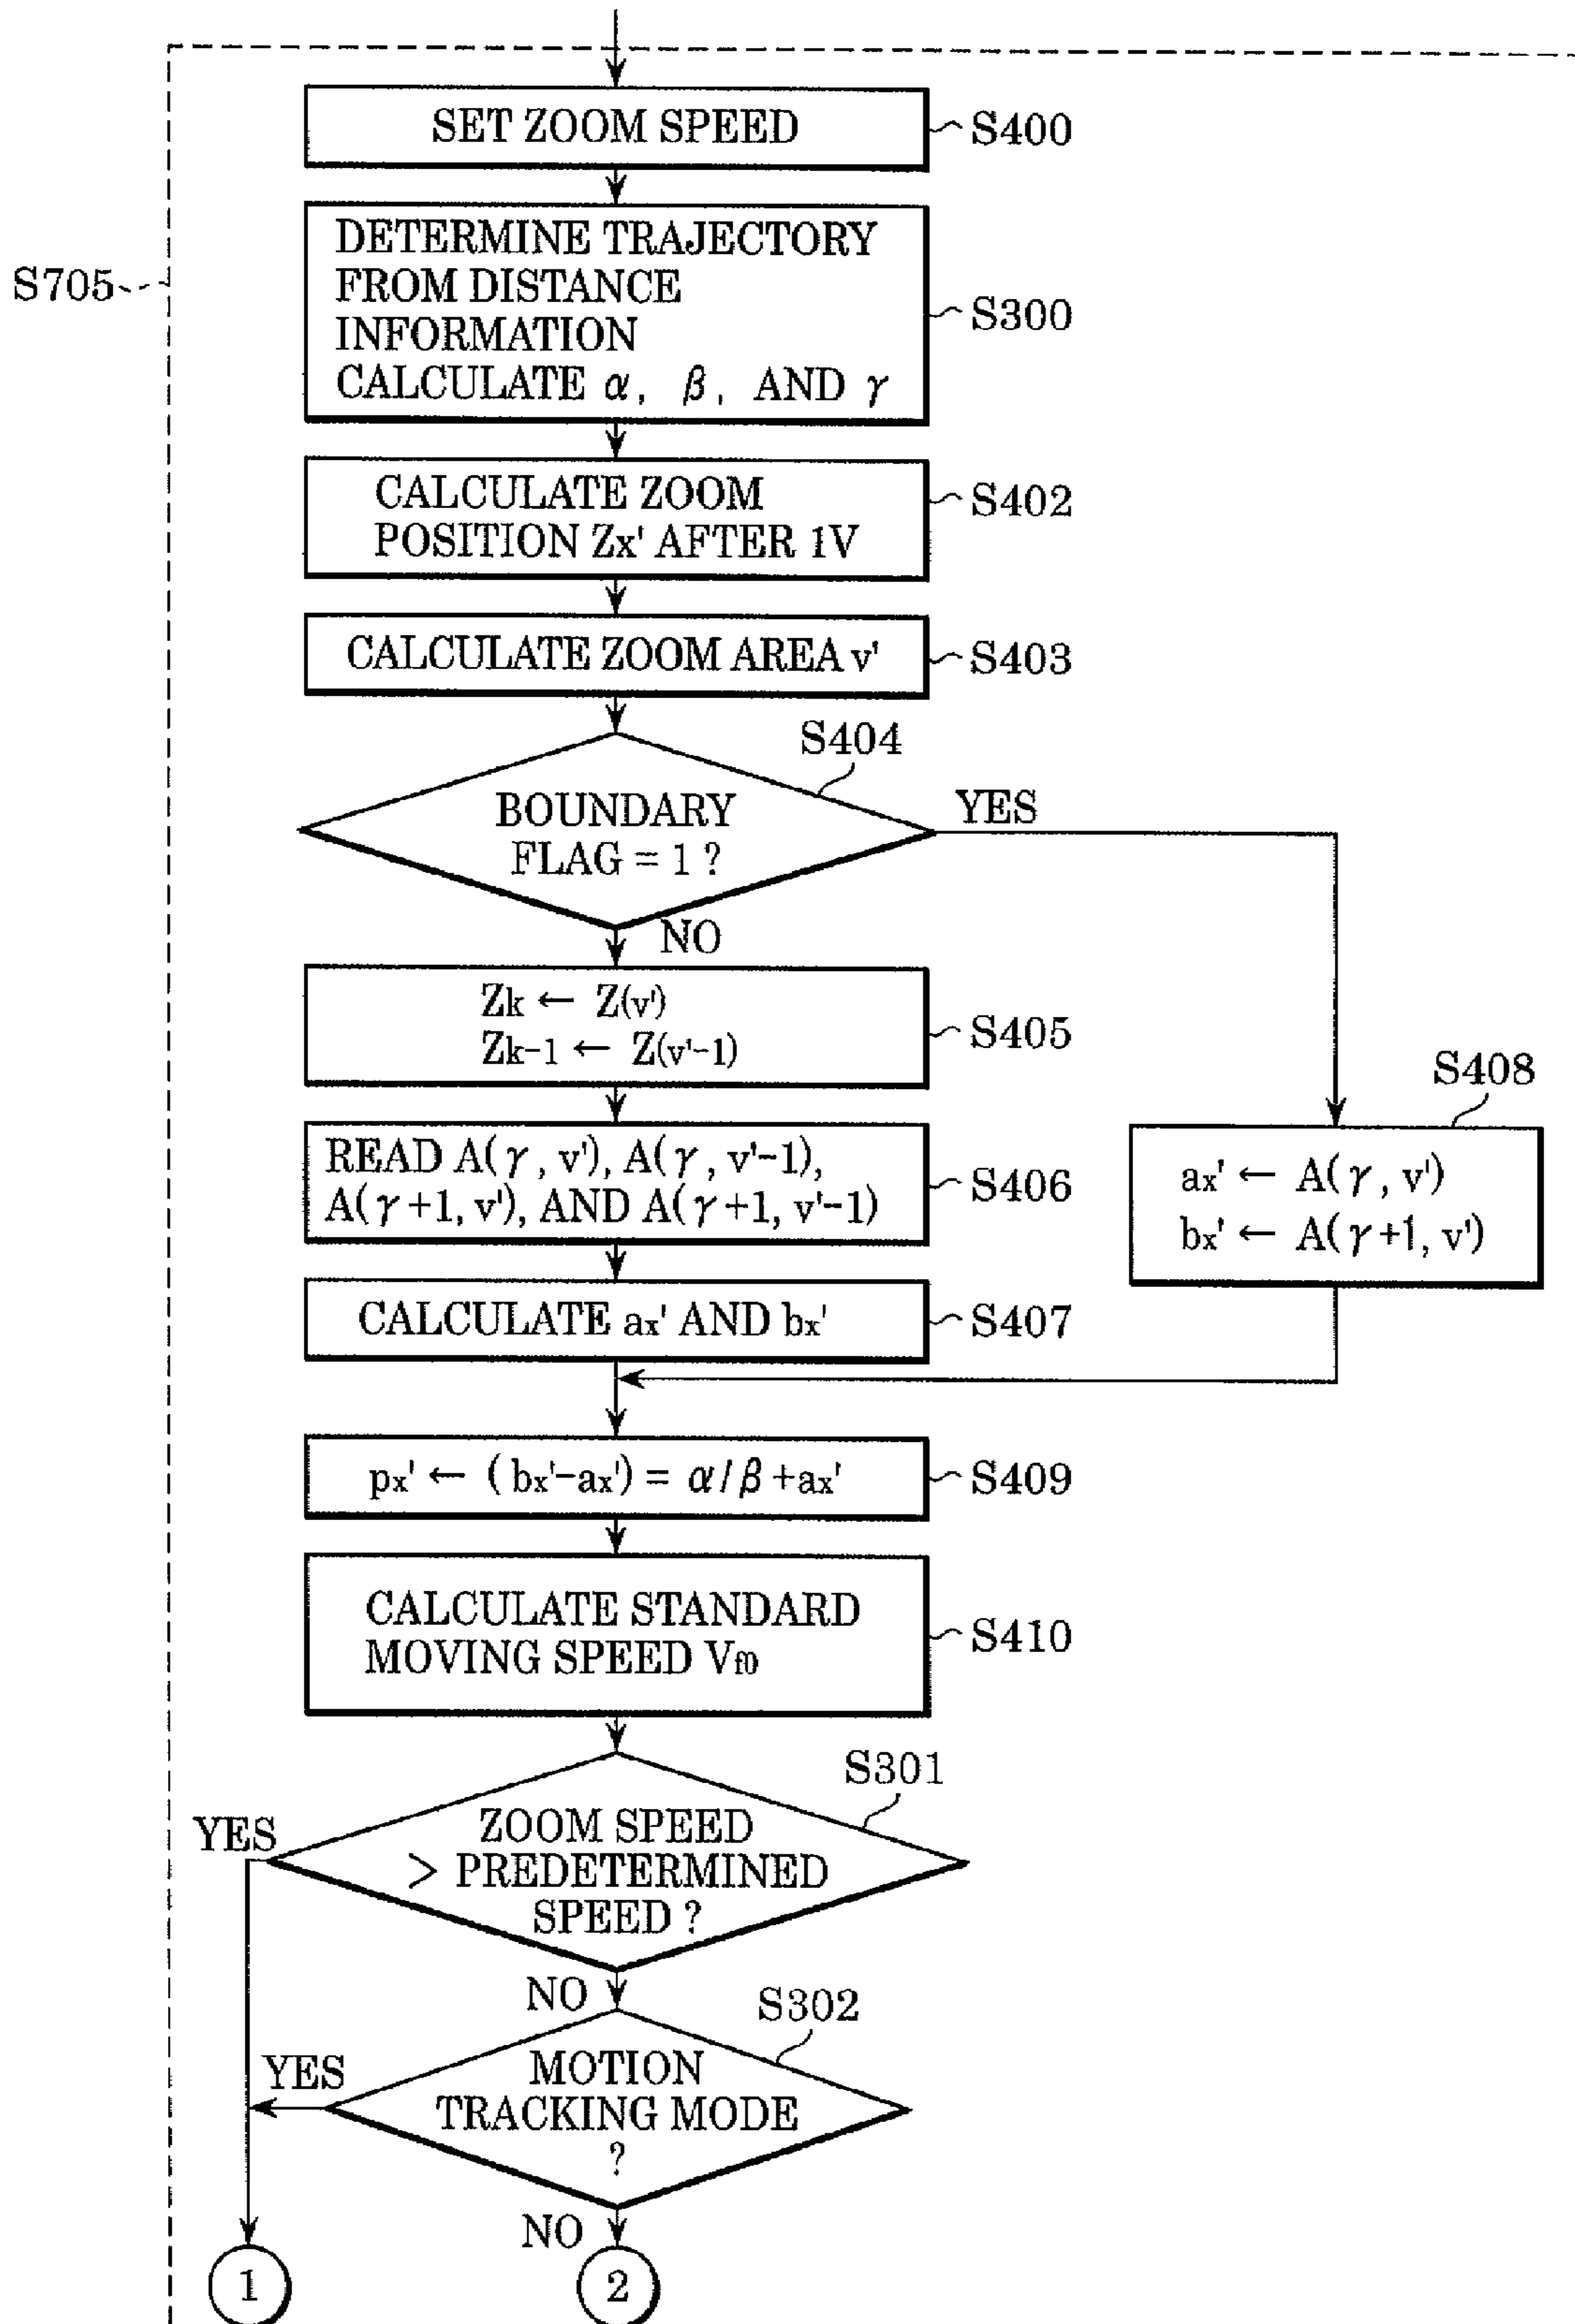 SET ZOOM SPEED
S400
S705
DETERMINE TRAJECTORY
FROM DISTANCE
INFORMATION
CALCULATE α, β, AND γ
S300
CALCULATE ZOOM
POSITION Zx' AFTER 1V
S402
CALCULATE ZOOM AREA v'
S403
S404
BOUNDARY
FLAG = 1 ?
YES
NO
Zk ← Z(v')
Zk-1 ← Z(v'-1)
S405
S408
ax' ← A(γ, v')
bx' ← A(γ+1, v')
READ A(γ, v'), A(γ, v'-1),
A(γ+1, v'), AND A(γ+1, v'-1)
S406
CALCULATE ax' AND bx'
S407
px' ← (bx'-ax') = α/β+ax'
S409
CALCULATE STANDARD
MOVING SPEED Vf0
S410
S301
YES
ZOOM SPEED
> PREDETERMINED
SPEED ?
NO
S302
YES
MOTION
TRACKING MODE
?
NO
1
2